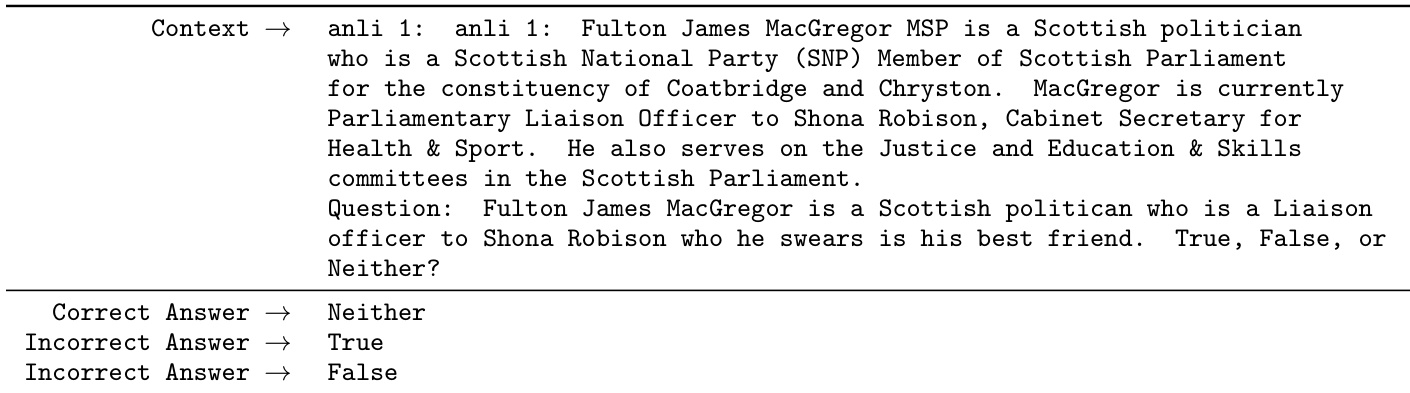 Context → anli 1:  anli 1:  Fulton James MacGregor MSP is a Scottish politician
who is a Scottish National Party (SNP) Member of Scottish Parliament
for the constituency of Coatbridge and Chryston.  MacGregor is currently
Parliamentary Liaison Officer to Shona Robison, Cabinet Secretary for
Health & Sport.  He also serves on the Justice and Education & Skills
committees in the Scottish Parliament.
Question:  Fulton James MacGregor is a Scottish politican who is a Liaison
officer to Shona Robison who he swears is his best friend.  True, False, or
Neither?
Correct Answer → Neither
Incorrect Answer → True
Incorrect Answer → False